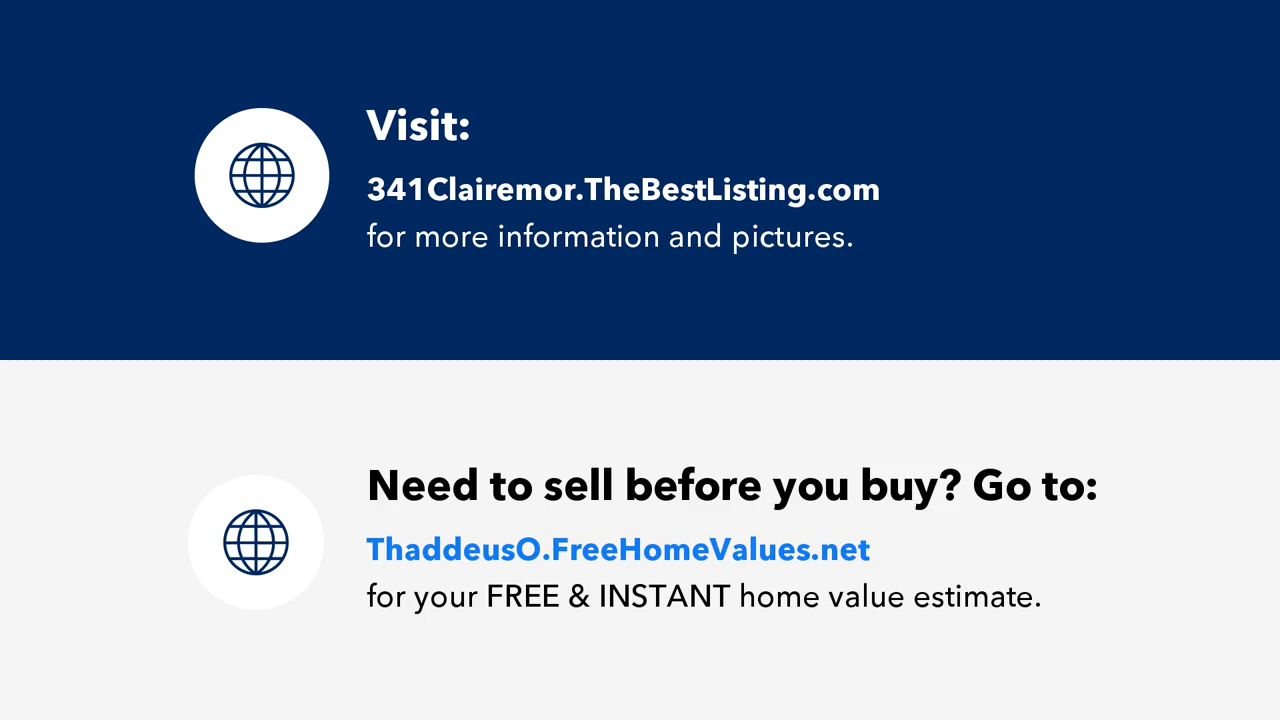 Visit:
341Clairemor.TheBestListing.com
for more information and pictures.
Need to sell before you buy? Go to:
ThaddeusO.FreeHomeValues.net
for your FREE & INSTANT home value estimate.